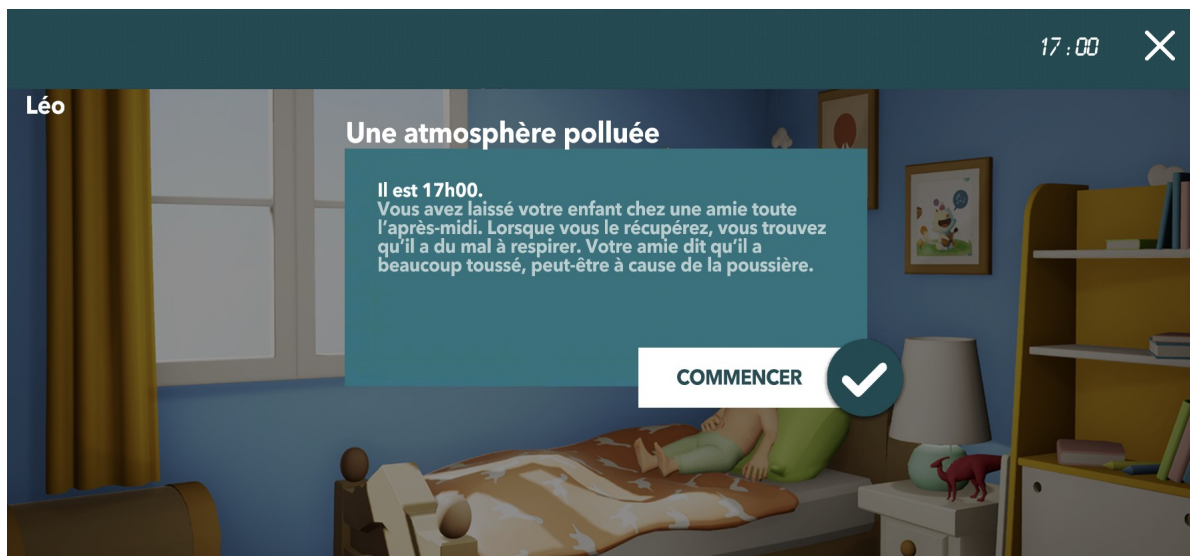 17:00
Léo
Une atmosphère polluée
Il est 17h00.
Vous avez laissé votre enfant chez une amie toute
l'après-midi. Lorsque vous le récupérez, vous trouvez
qu'il a du mal à respirer. Votre amie dit qu'il a
beaucoup toussé, peut-être à cause de la poussière.
COMMENCER